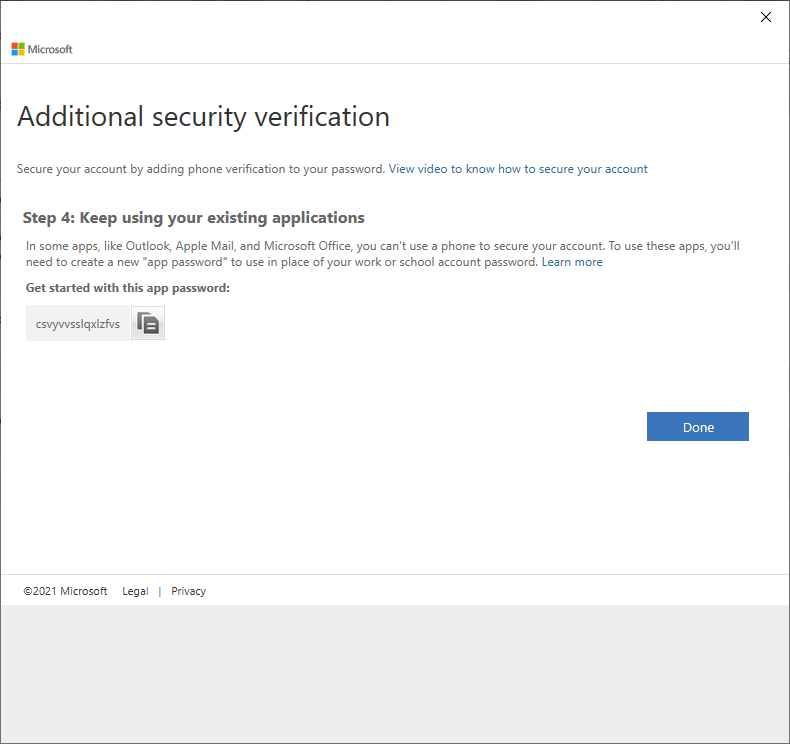 Microsoft
Additional security verification
Secure your account by adding phone verification to your password. View video to know how to secure your account
Step 4: Keep using your existing applications
In some apps, like Outlook, Apple Mail, and Microsoft Office, you can't use a phone to secure your account. To use these apps, you'll
need to create a new "app password" to use in place of your work or school account password. Learn more
Get started with this app password:
csvyvvsslqxlzfvs
Done
©2021 Microsoft Legal | Privacy